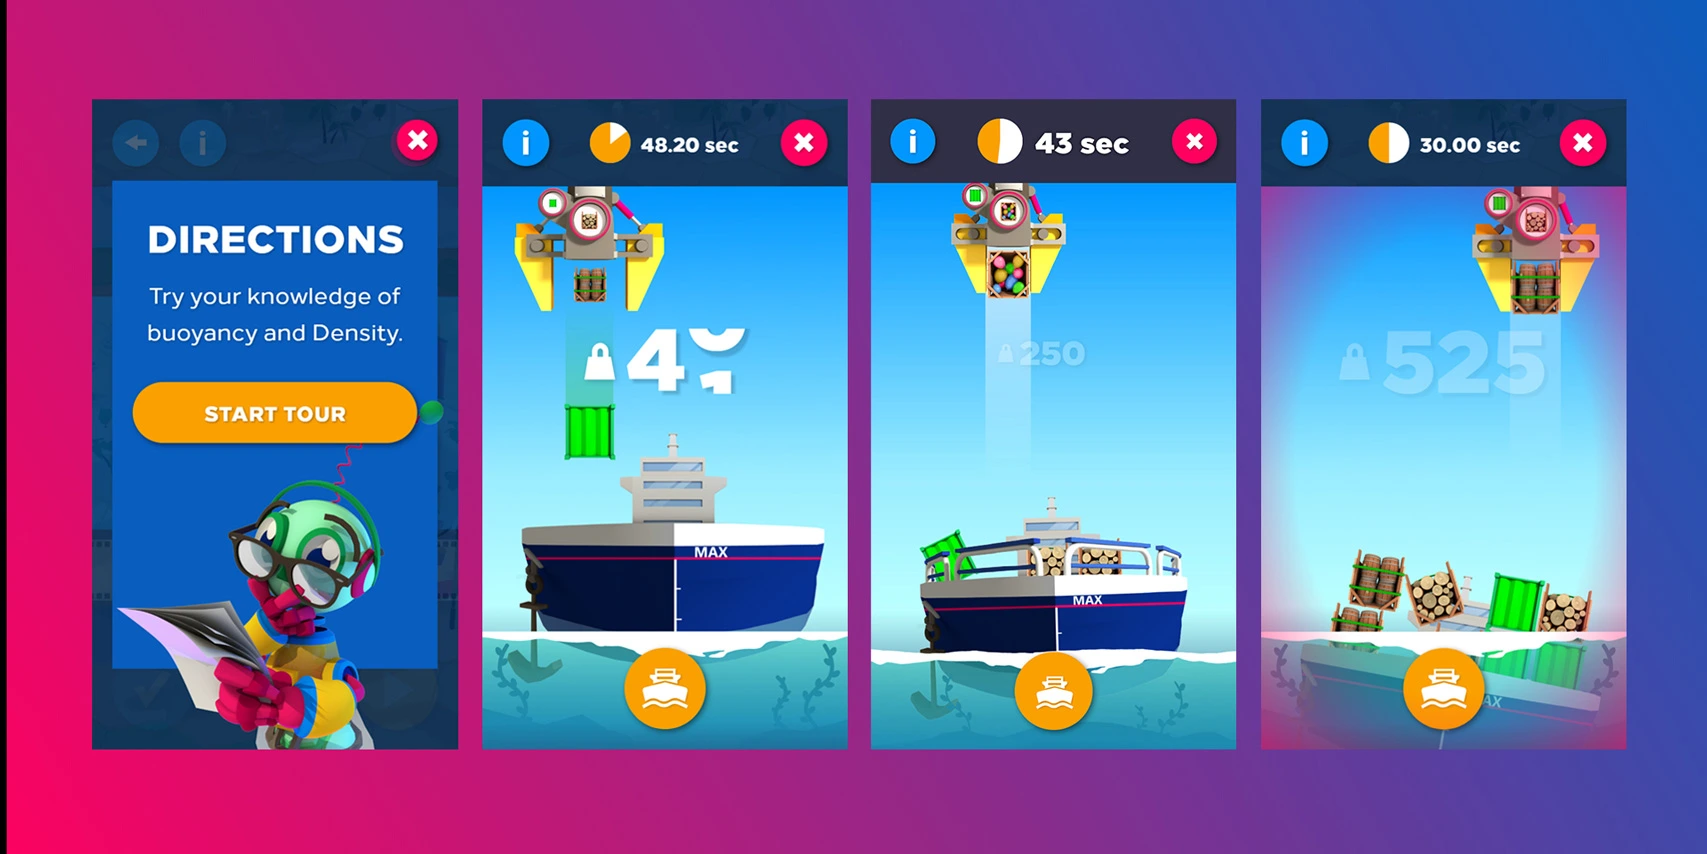 DIRECTIONS
Try your knowledge of
buoyancy and Density.
START TOUR
i
48.20 sec
4
MAX
i
43 sec
250
MAX
i
30.00 sec
525
AX